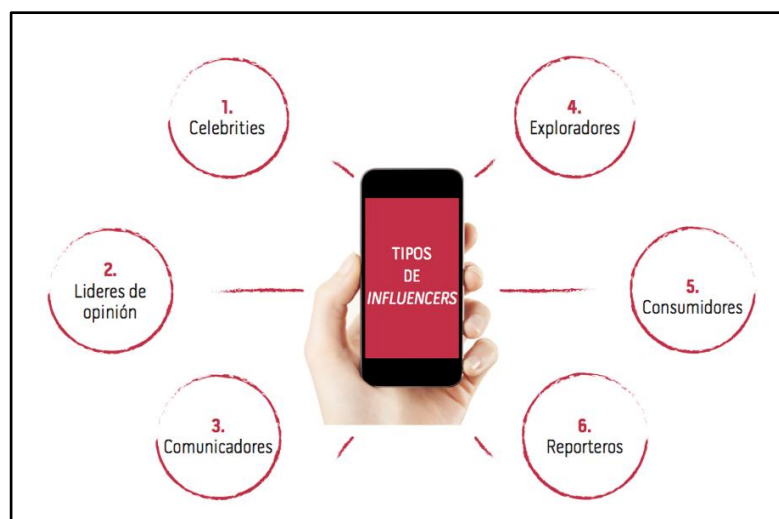 TIPOS
DE
INFLUENCERS
1.
Celebrities
2.
Lideres de
opinión
3.
Comunicadores
4.
Exploradores
5.
Consumidores
6.
Reporteros